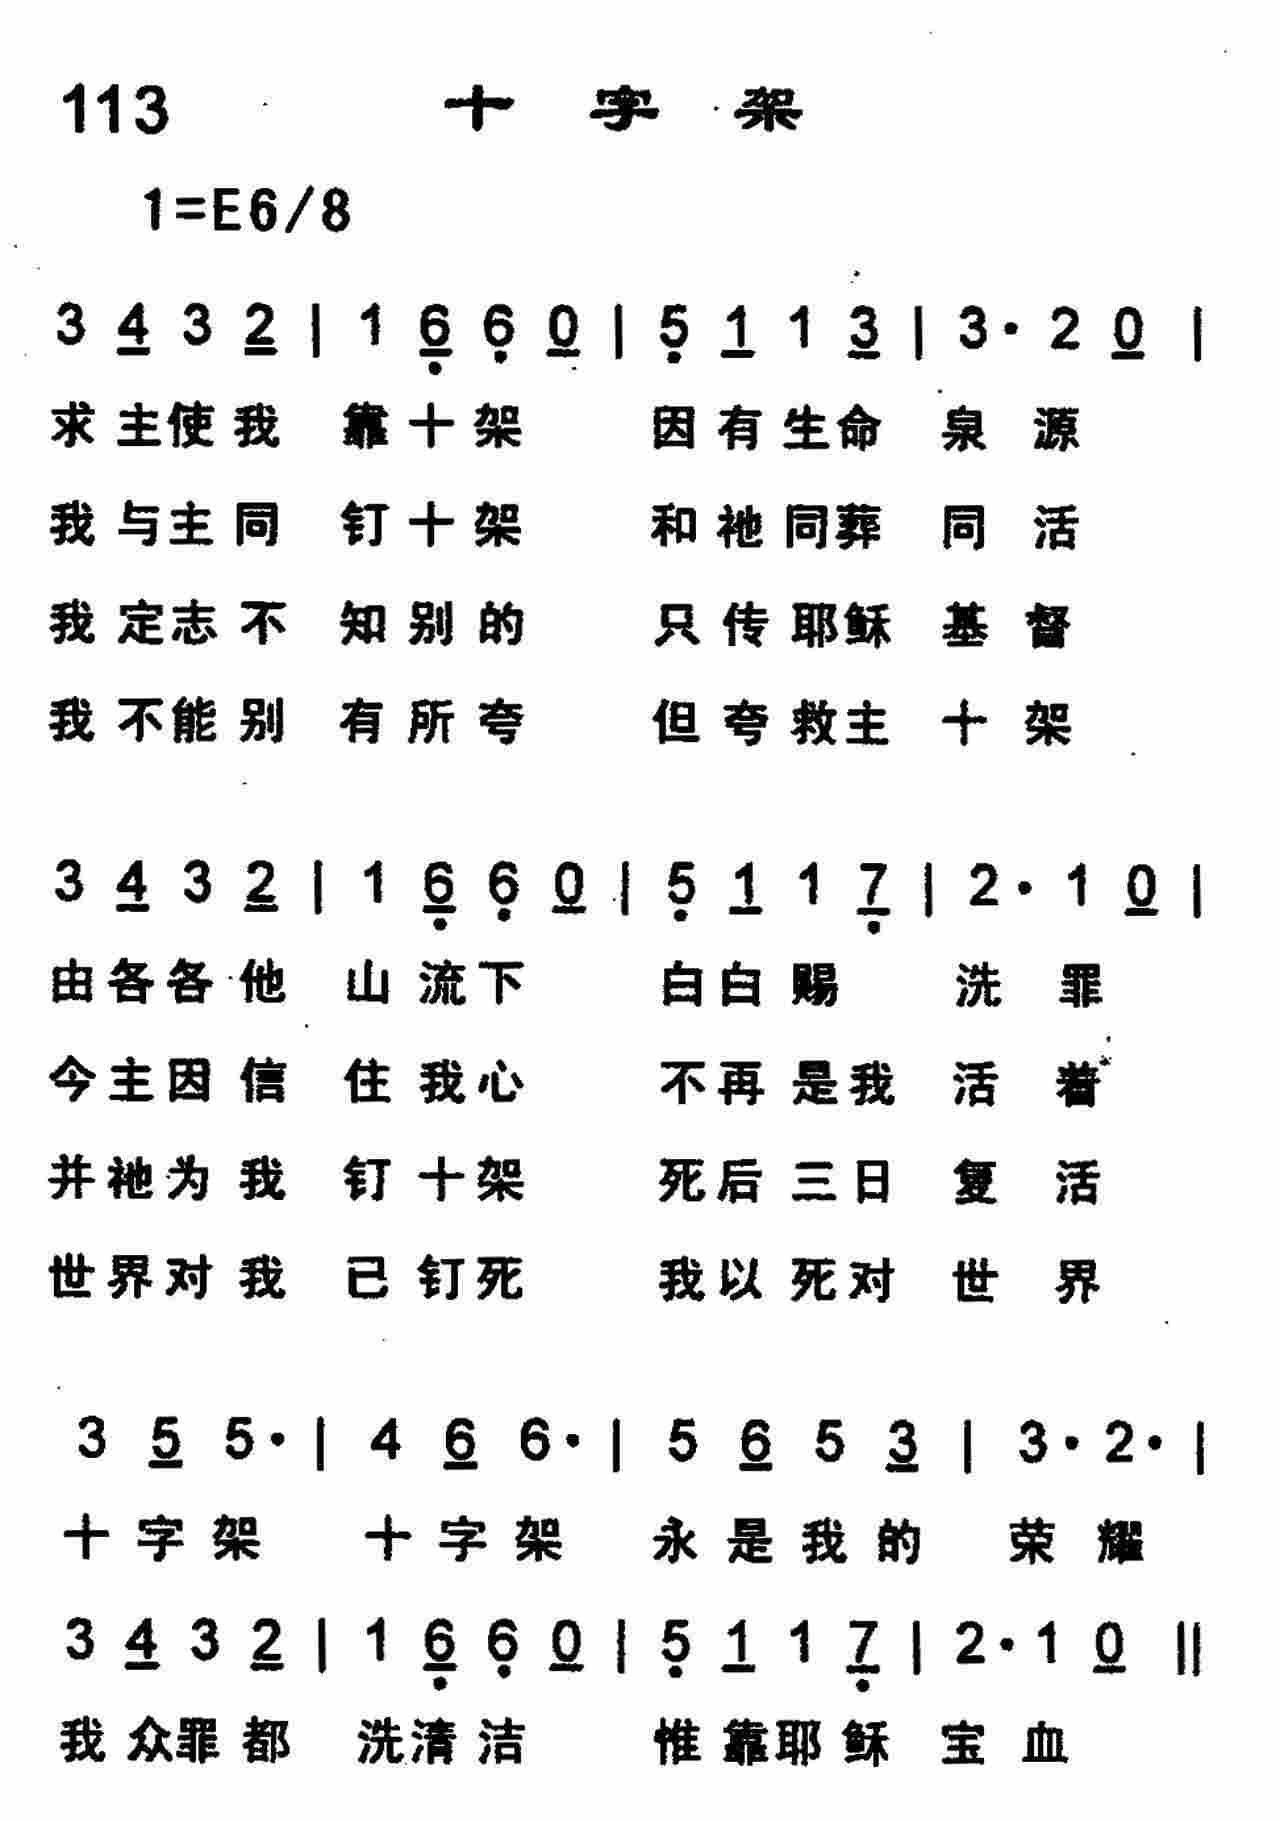 113 十字架
1=E6/8
3 4 3 2 | 1 6 6 0 | 5 1 1 3 | 3· 2 0 |
求主使我 靠十架 因有生命 泉源
我与主同 钉十架 和祂同葬 同活
我定志不 知别的 只传耶稣 基督
我不能别 有所夸 但夸救主 十架
3 4 3 2 | 1 6 6 0 | 5 1 1 7 | 2· 1 0 |
由各各他 山流下 白白赐 洗罪
今主因信 住我心 不再是我 活着
并祂为我 钉十架 死后三日 复活
世界对我 已钉死 我以死对 世界
3 5 5· | 4 6 6· | 5 6 5 3 | 3· 2· |
十字架 十字架 永是我的 荣耀
3 4 3 2 | 1 6 6 0 | 5 1 1 7 | 2· 1 0 ||
我众罪都 洗清洁 惟靠耶稣 宝血